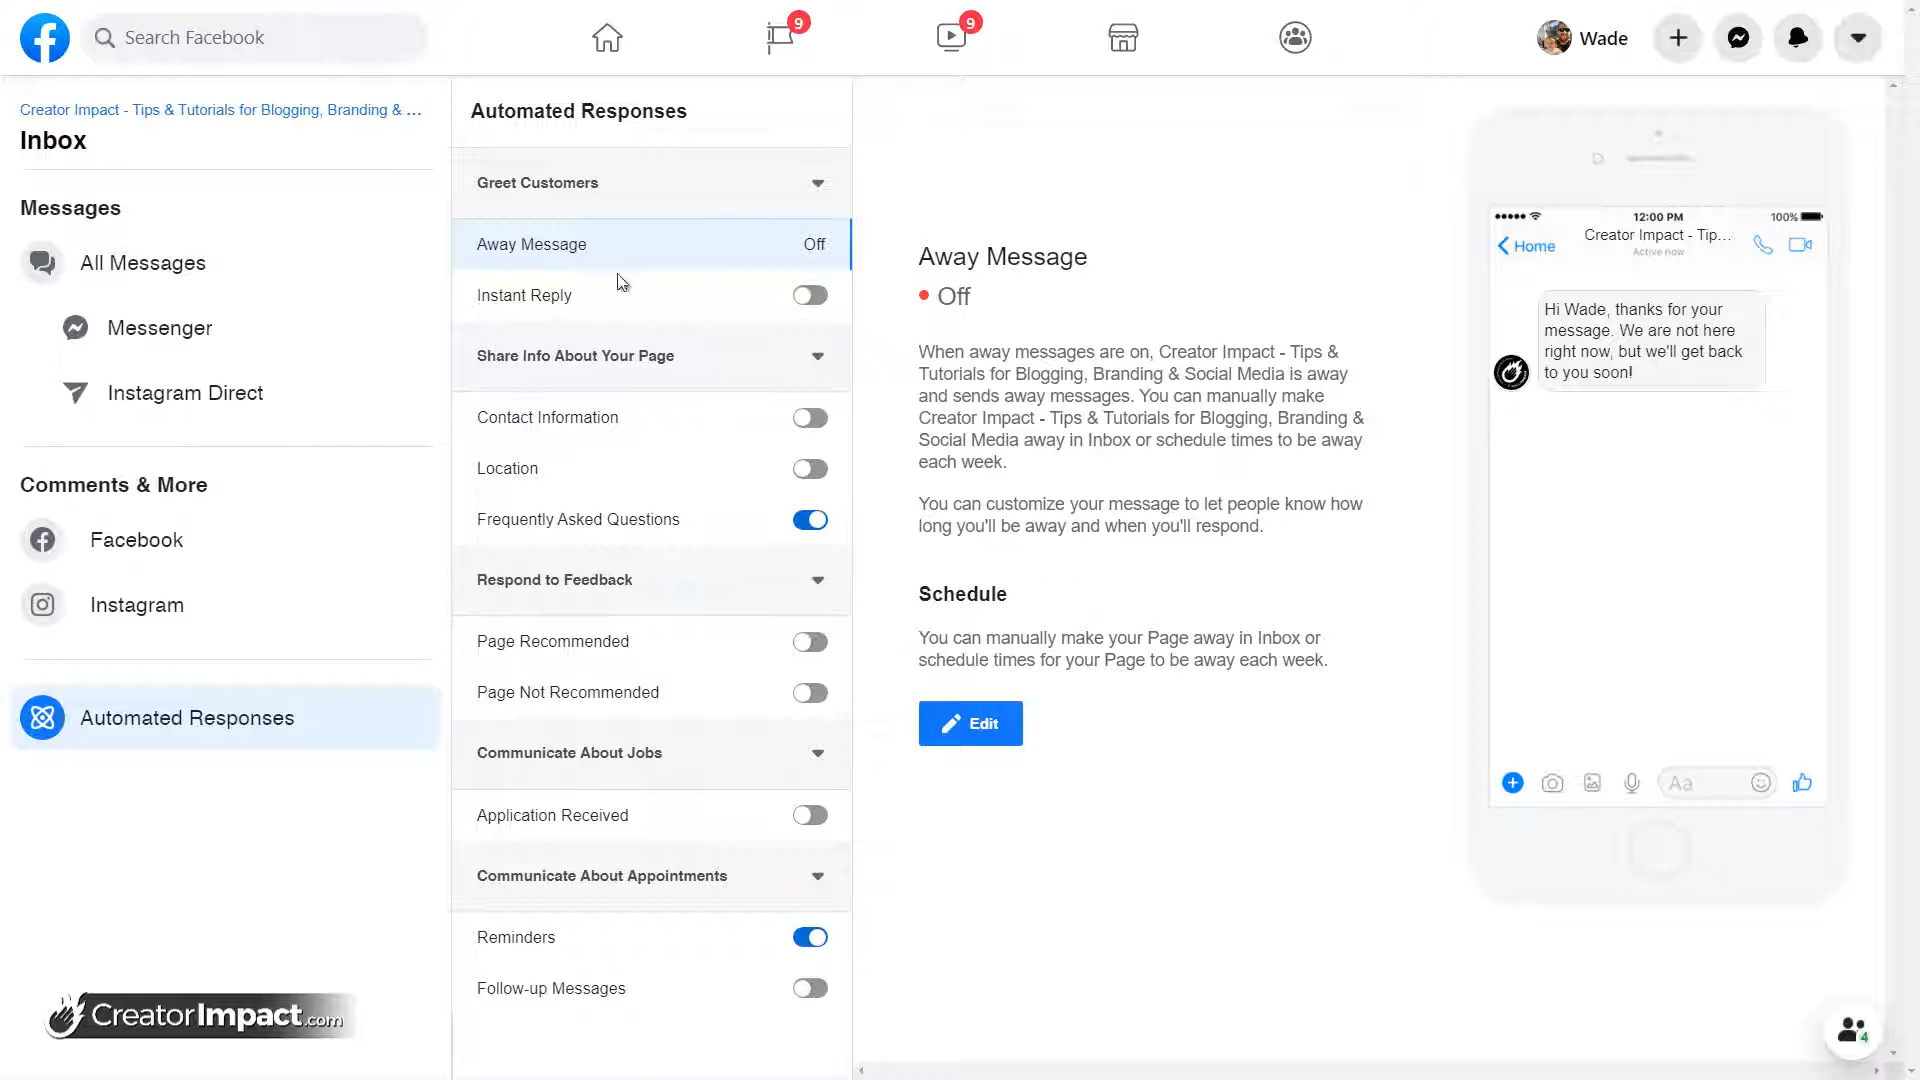 Search Facebook
9
9
Wade
Creator Impact - Tips & Tutorials for Blogging, Branding & ...
Inbox
Messages
All Messages
Messenger
Instagram Direct
Comments & More
Facebook
Instagram
Automated Responses
CreatorImpact.com
Automated Responses
Greet Customers
Away Message Off
Instant Reply
Share Info About Your Page
Contact Information
Location
Frequently Asked Questions
Respond to Feedback
Page Recommended
Page Not Recommended
Communicate About Jobs
Application Received
Communicate About Appointments
Reminders
Follow-up Messages
Away Message
Off
When away messages are on, Creator Impact - Tips &
Tutorials for Blogging, Branding & Social Media is away
and sends away messages. You can manually make
Creator Impact - Tips & Tutorials for Blogging, Branding &
Social Media away in Inbox or schedule times to be away
each week.
You can customize your message to let people know how
long you'll be away and when you'll respond.
Schedule
You can manually make your Page away in Inbox or
schedule times for your Page to be away each week.
Edit
12:00 PM
100%
Home
Creator Impact - Tip...
Active now
Hi Wade, thanks for your
message. We are not here
right now, but we'll get back
to you soon!
Aa
4